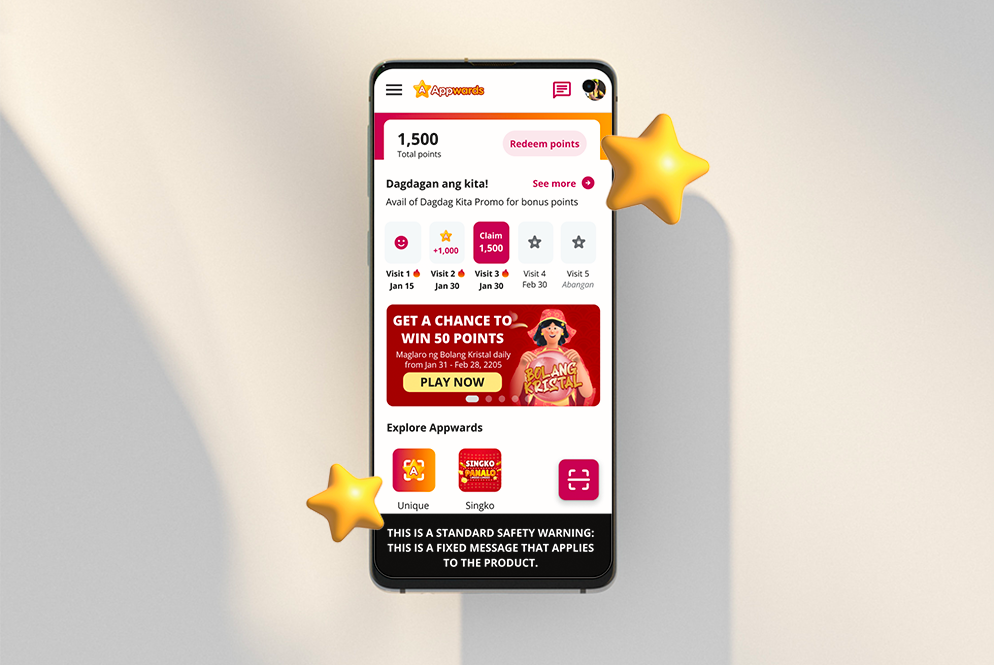 A Appwards
1,500
Total points
Redeem points
Dagdagan ang kita!
See more
Avail of Dagdag Kita Promo for bonus points
A
+1,000
Claim
1,500
Visit 1
Visit 2
Visit 3
Visit 4
Visit 5
Jan 15
Jan 30
Jan 30
Feb 30
Abangan
GET A CHANCE TO
WIN 50 POINTS
Maglaro ng Bolang Kristal daily
from Jan 31 - Feb 28, 2205
PLAY NOW
BOLANG
KRISTAL
Explore Appwards
A
SINGKO
PANALO
Unique
Singko
THIS IS A STANDARD SAFETY WARNING:
THIS IS A FIXED MESSAGE THAT APPLIES
TO THE PRODUCT.